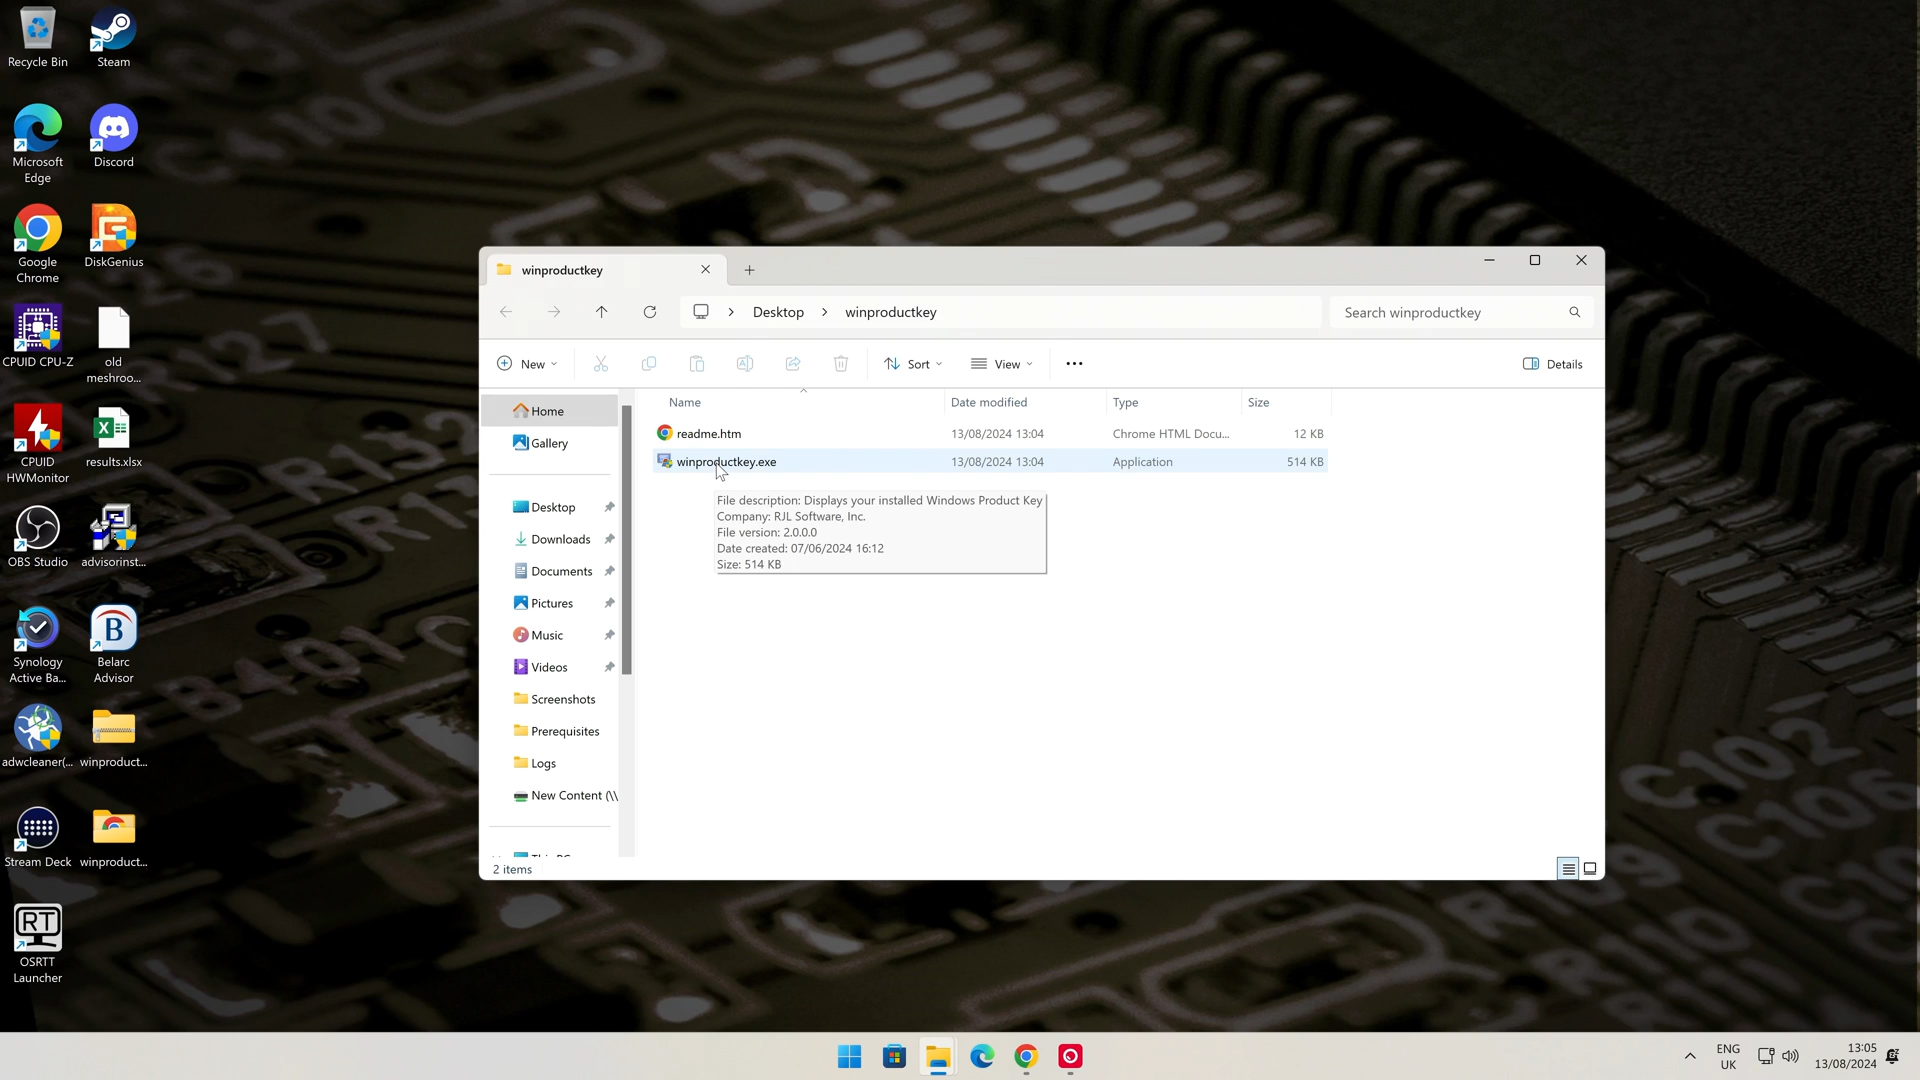 Recycle Bin
Steam
Microsoft
Edge
Discord
Google
Chrome
DiskGenius
CPUID CPU-Z
old
meshroo...
CPUID
HWMonitor
results.xlsx
OBS Studio
advisorinst...
Synology
Active Ba...
Belarc
Advisor
adwcleaner(...
winproduct...
Stream Deck
winproduct...
RT
OSRTT
Launcher
winproductkey
Desktop
winproductkey
Search winproductkey
New
Sort
View
Details
Home
Gallery
Desktop
Downloads
Documents
Pictures
Music
Videos
Screenshots
Prerequisites
Logs
New Content (\\
Name
Date modified
Type
Size
readme.htm
13/08/2024 13:04
Chrome HTML Docu...
12 KB
winproductkey.exe
13/08/2024 13:04
Application
514 KB
File description: Displays your installed Windows Product Key
Company: RJL Software, Inc.
File version: 2.0.0.0
Date created: 07/06/2024 16:12
Size: 514 KB
2 items
ENG
UK
13:05
13/08/2024